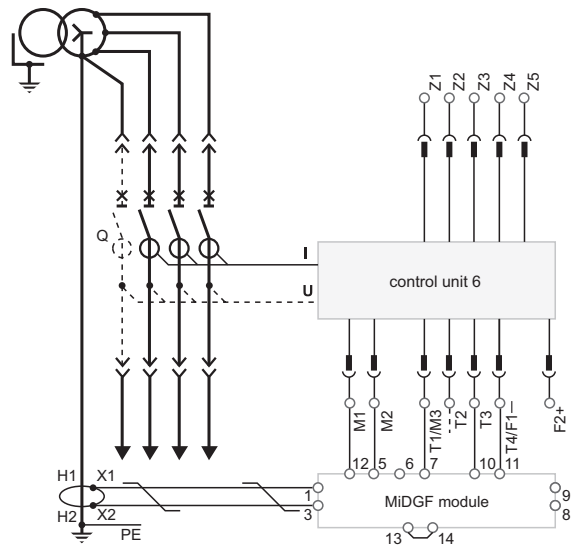 Z1
Z2
Z3
Z4
Z5
Q
I
U
control unit 6
M1
M2
T1/M3
T2
T3
T4/F1—
F2+
12
5
6
7
10
11
H1
X1
1
MiDGF module
9
H2
X2
3
8
PE
13
14